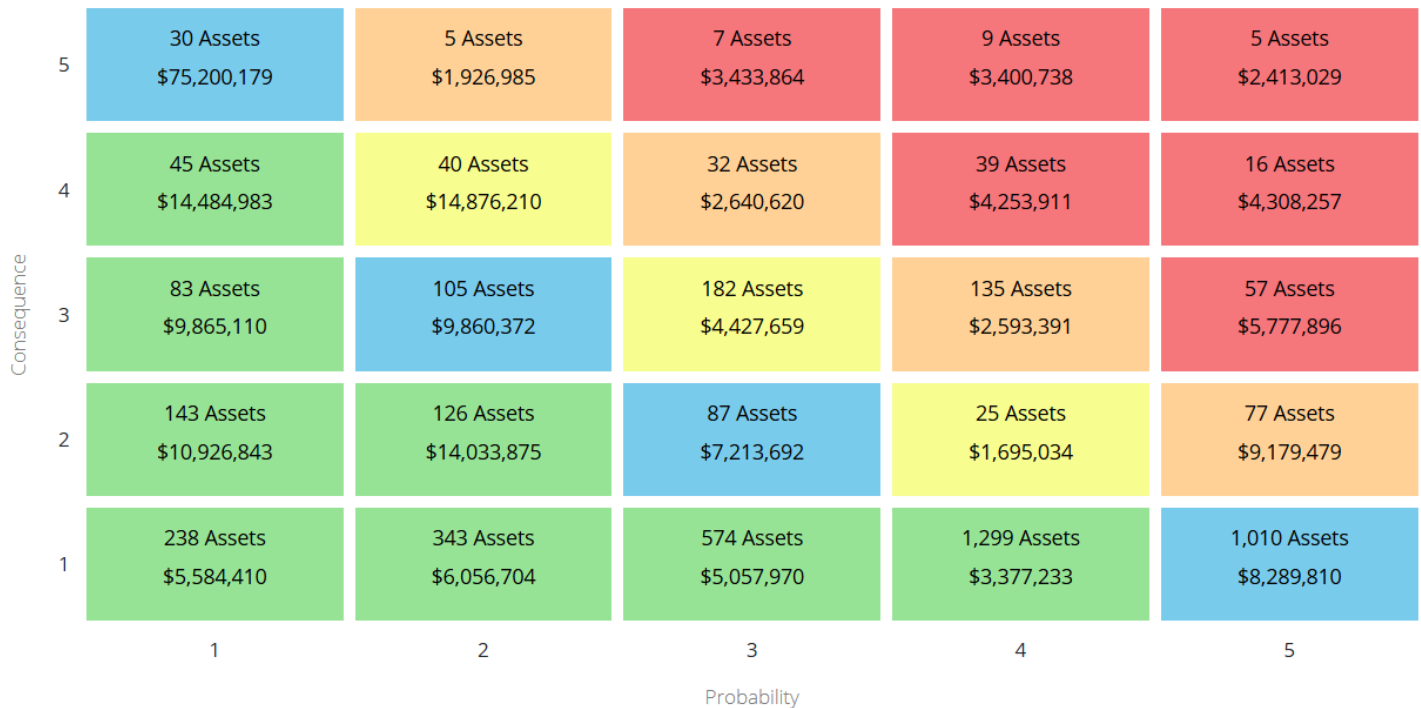 30 Assets
$75,200,179
5 Assets
$1,926,985
7 Assets
$3,433,864
9 Assets
$3,400,738
5 Assets
$2,413,029
5
45 Assets
$14,484,983
40 Assets
$14,876,210
32 Assets
$2,640,620
39 Assets
$4,253,911
16 Assets
$4,308,257
4
83 Assets
$9,865,110
105 Assets
$9,860,372
182 Assets
$4,427,659
135 Assets
$2,593,391
57 Assets
$5,777,896
3
Consequence
143 Assets
$10,926,843
126 Assets
$14,033,875
87 Assets
$7,213,692
25 Assets
$1,695,034
77 Assets
$9,179,479
2
238 Assets
$5,584,410
343 Assets
$6,056,704
574 Assets
$5,057,970
1,299 Assets
$3,377,233
1,010 Assets
$8,289,810
1
1
2
3
4
5
Probability